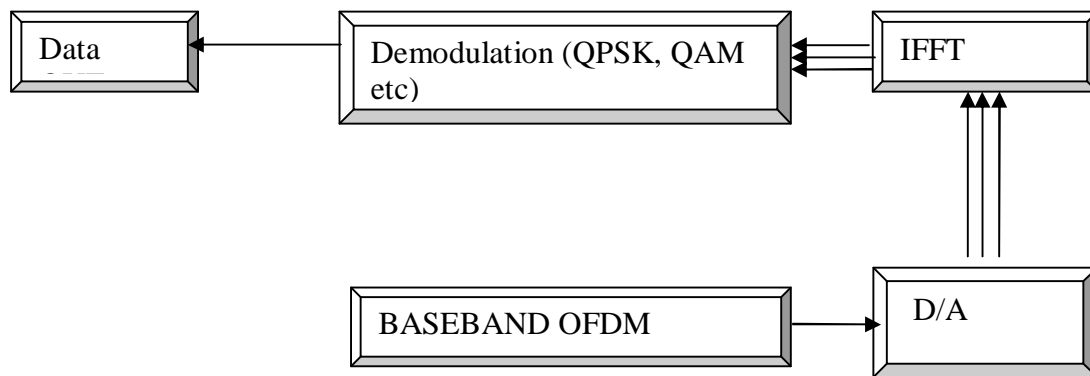 Data
Demodulation (QPSK, QAM
etc)
IFFT
BASEBAND OFDM
D/A